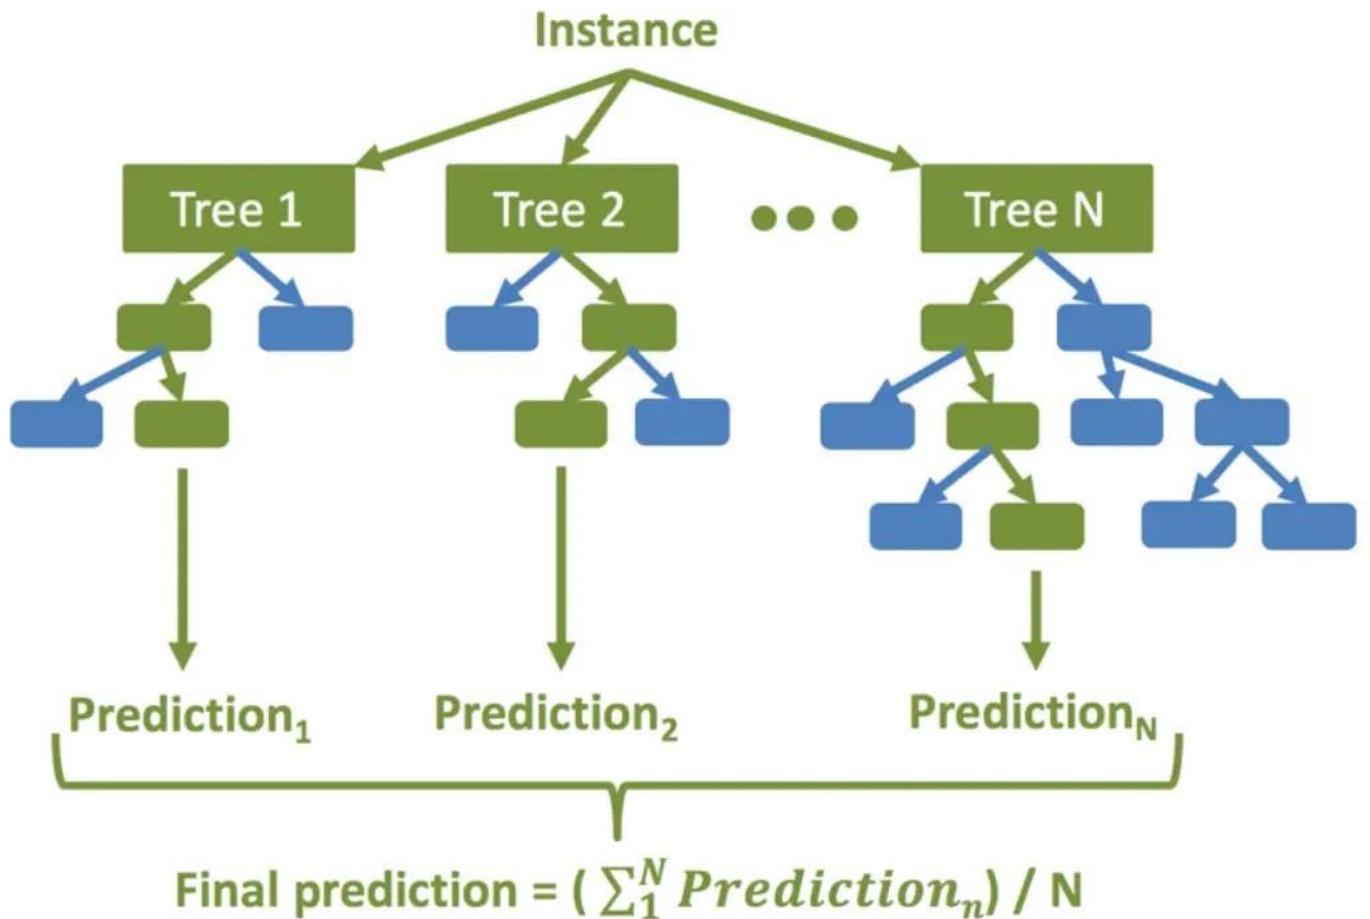 Instance
Tree 1 Tree 2 Tree N
Prediction₁ Prediction₂ Prediction_N
Final prediction = ( ∑₁ᴺ Predictionₙ) / N